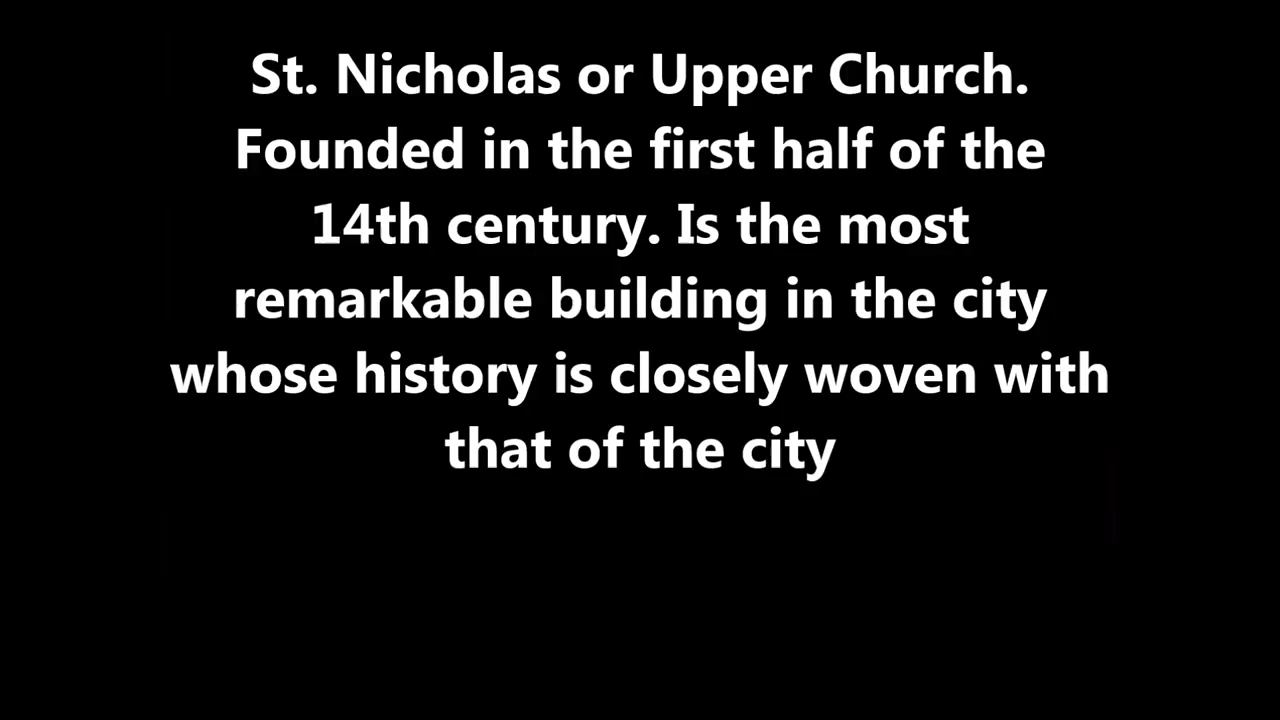 St. Nicholas or Upper Church.
Founded in the first half of the
14th century. Is the most
remarkable building in the city
whose history is closely woven with
that of the city